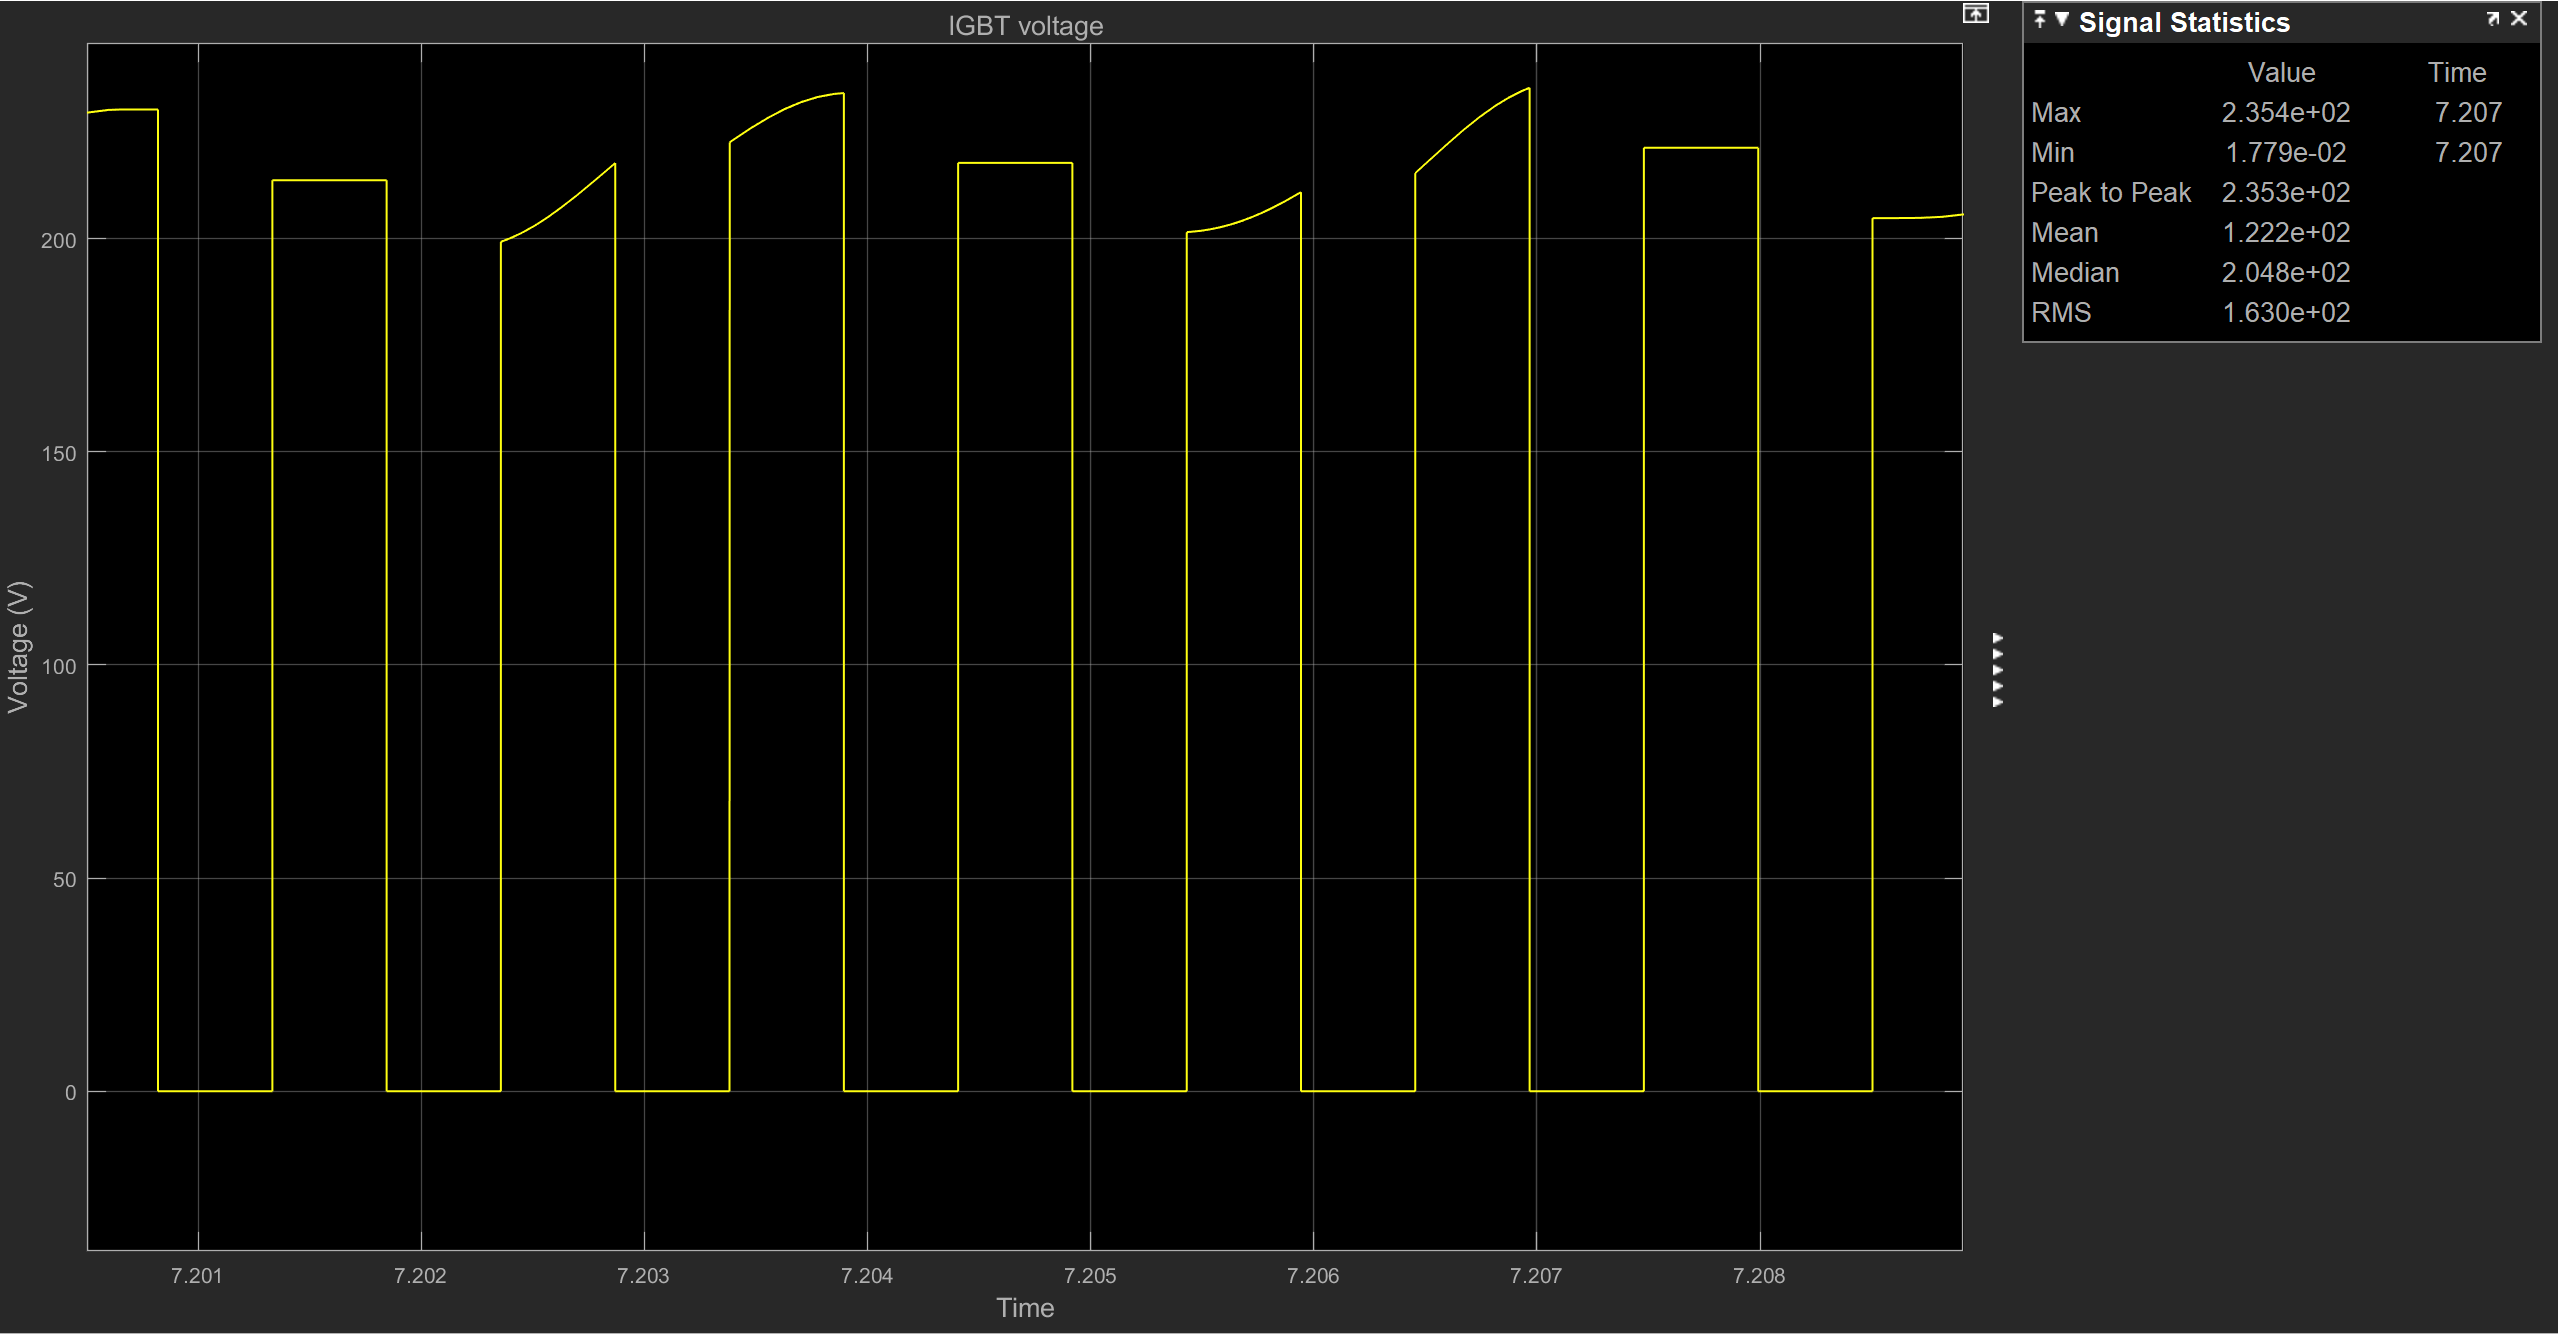 IGBT voltage
Voltage (V)
200
150
100
50
0
7.201 7.202 7.203 7.204 7.205 7.206 7.207 7.208
Time
Signal Statistics
Value Time
Max 2.354e+02 7.207
Min 1.779e-02 7.207
Peak to Peak 2.353e+02
Mean 1.222e+02
Median 2.048e+02
RMS 1.630e+02